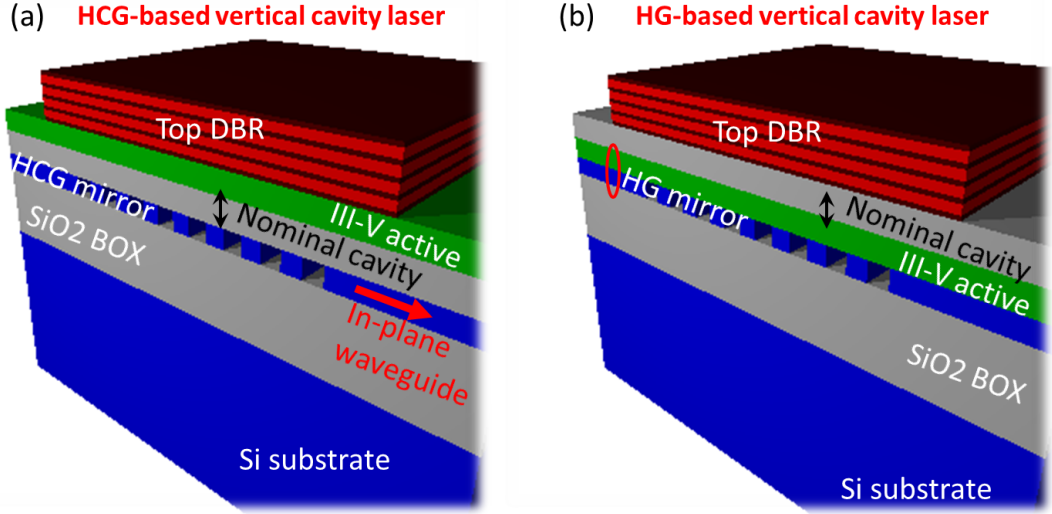 (a) HCG-based vertical cavity laser
Top DBR
HCG mirror
III-V active
Nominal cavity
SiO2 BOX
In-plane
waveguide
Si substrate
(b) HG-based vertical cavity laser
Top DBR
HG mirror
Nominal cavity
III-V active
SiO2 BOX
Si substrate